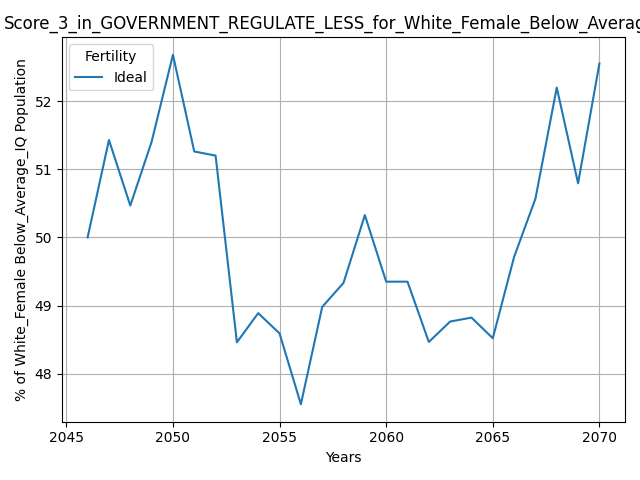 Score_3_in_GOVERNMENT_REGULATE_LESS_for_White_Female_Below_Averag
Fertility
Ideal
% of White_Female Below_Average_IQ Population
52
51
50
49
48
2045 2050 2055 2060 2065 2070
Years